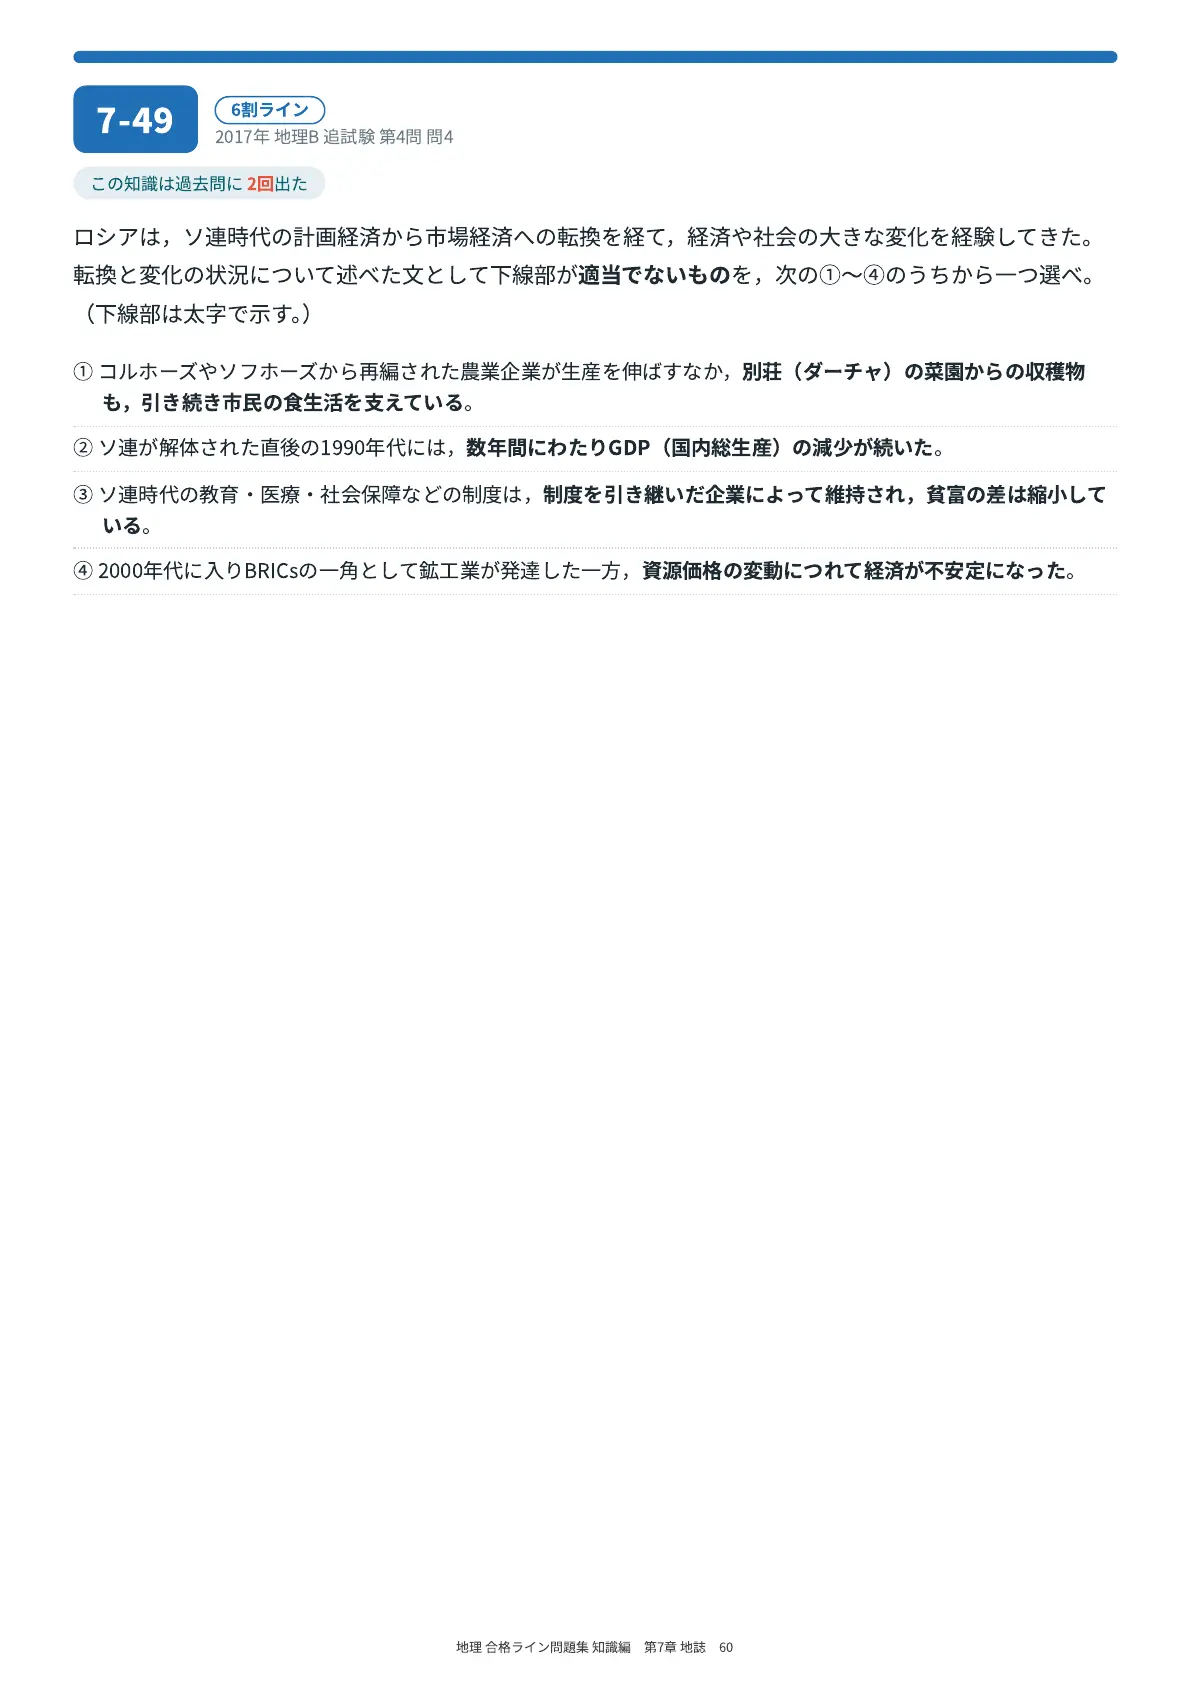 7-49
6割ライン
2017年 地理B 追試験 第4問 問4
この知識は過去問に 2回出た
ロシアは，ソ連時代の計画経済から市場経済への転換を経て，経済や社会の大きな変化を経験してきた。
転換と変化の状況について述べた文として下線部が適当でないものを，次の①～④のうちから一つ選べ。
（下線部は太字で示す。）
① コルホーズやソフホーズから再編された農業企業が生産を伸ばすなか，別荘（ダーチャ）の菜園からの収穫物
も，引き続き市民の食生活を支えている。
② ソ連が解体された直後の1990年代には，数年間にわたりGDP（国内総生産）の減少が続いた。
③ ソ連時代の教育・医療・社会保障などの制度は，制度を引き継いだ企業によって維持され，貧富の差は縮小して
いる。
④ 2000年代に入りBRICsの一角として鉱工業が発達した一方，資源価格の変動につれて経済が不安定になった。
地理 合格ライン問題集 知識編　第7章 地誌　60